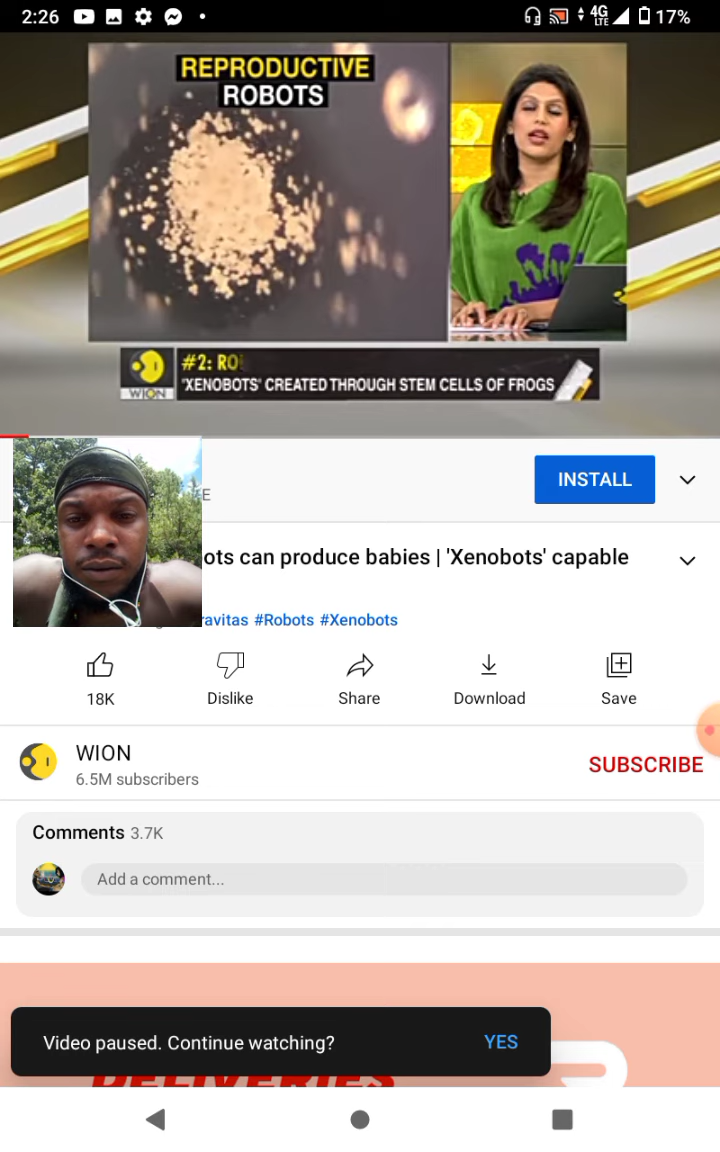 2:26
4G
LTE
17%
REPRODUCTIVE
ROBOTS
#2: RO
WION
'XENOBOTS' CREATED THROUGH STEM CELLS OF FROGS
E
INSTALL
ots can produce babies | 'Xenobots' capable
ravitas #Robots #Xenobots
18K
Dislike
Share
Download
Save
WION
6.5M subscribers
SUBSCRIBE
Comments 3.7K
Add a comment...
Video paused. Continue watching?
YES
DELIVERIES